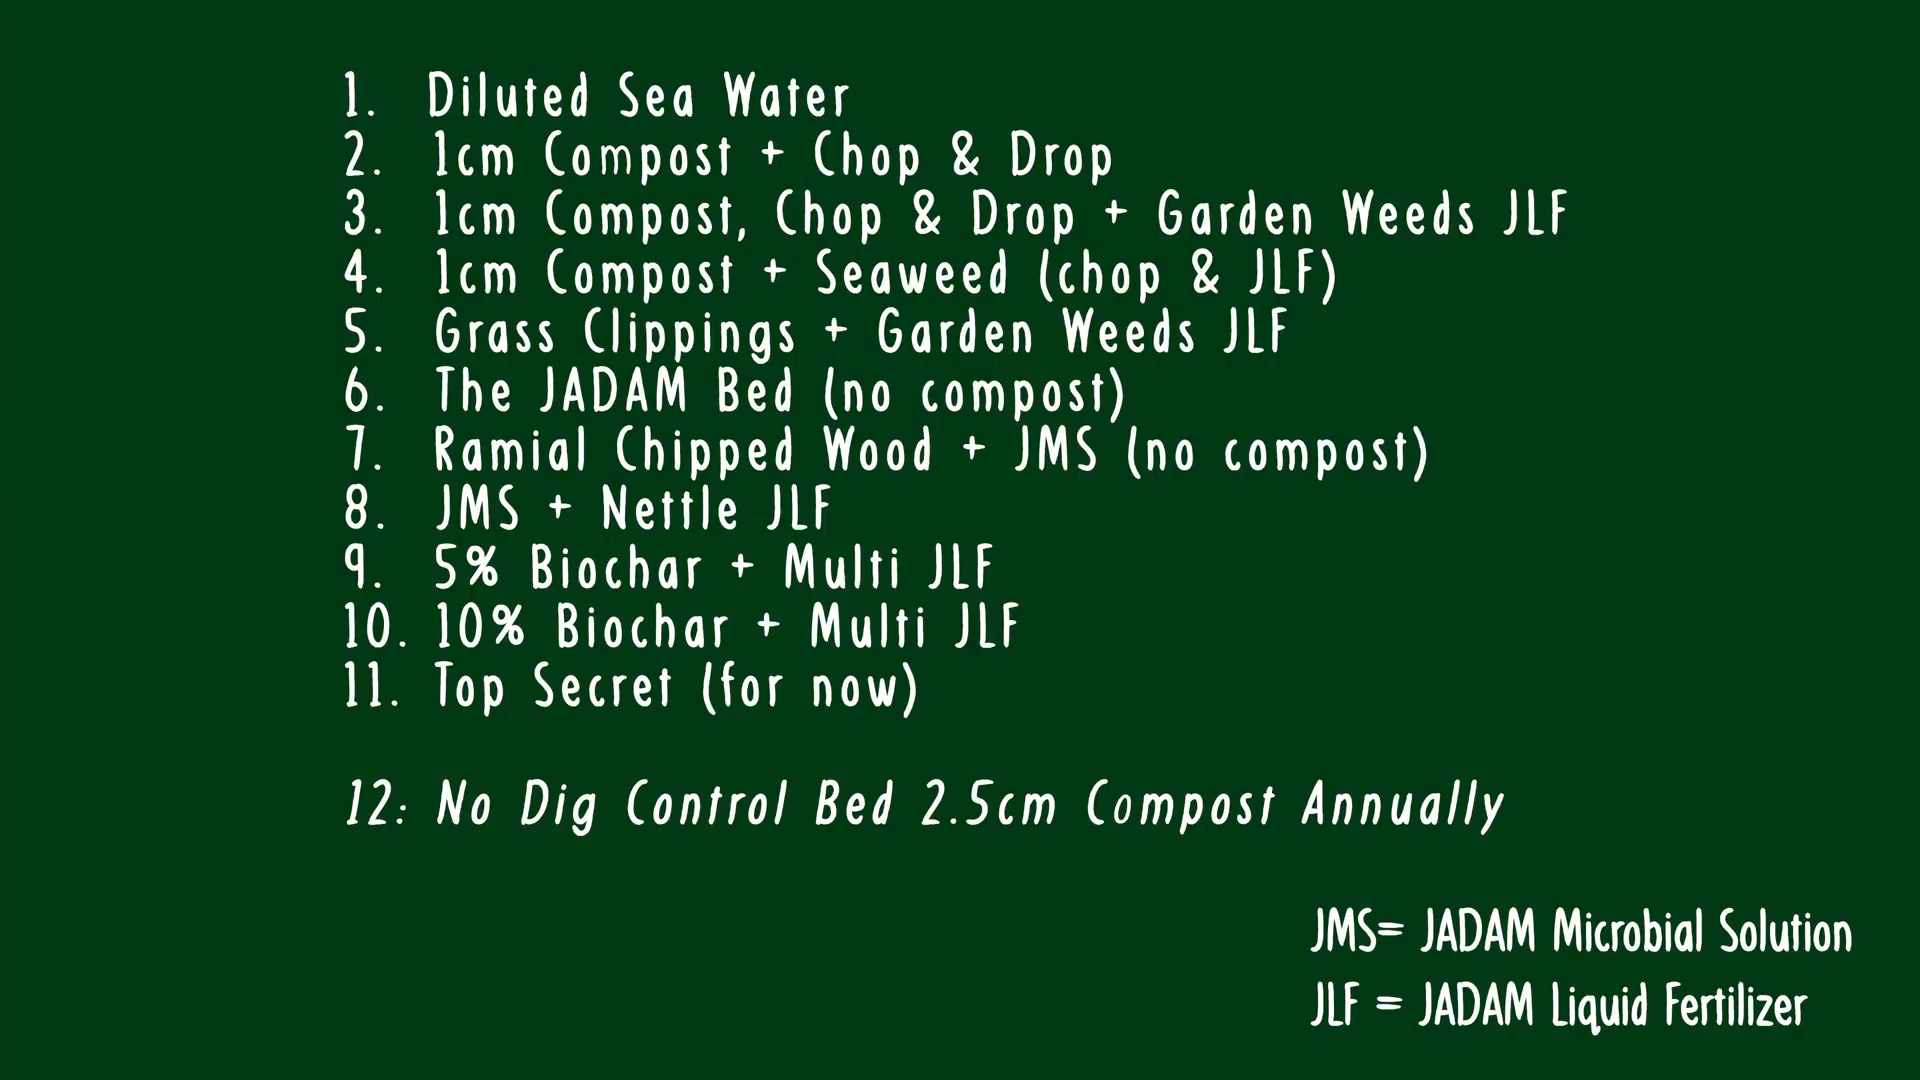 1. Diluted Sea Water
2. 1cm Compost + Chop & Drop
3. 1cm Compost, Chop & Drop + Garden Weeds JLF
4. 1cm Compost + Seaweed (chop & JLF)
5. Grass Clippings + Garden Weeds JLF
6. The JADAM Bed (no compost)
7. Ramial Chipped Wood + JMS (no compost)
8. JMS + Nettle JLF
9. 5% Biochar + Multi JLF
10. 10% Biochar + Multi JLF
11. Top Secret (for now)
12: No Dig Control Bed 2.5cm Compost Annually
JMS= JADAM Microbial Solution
JLF = JADAM Liquid Fertilizer